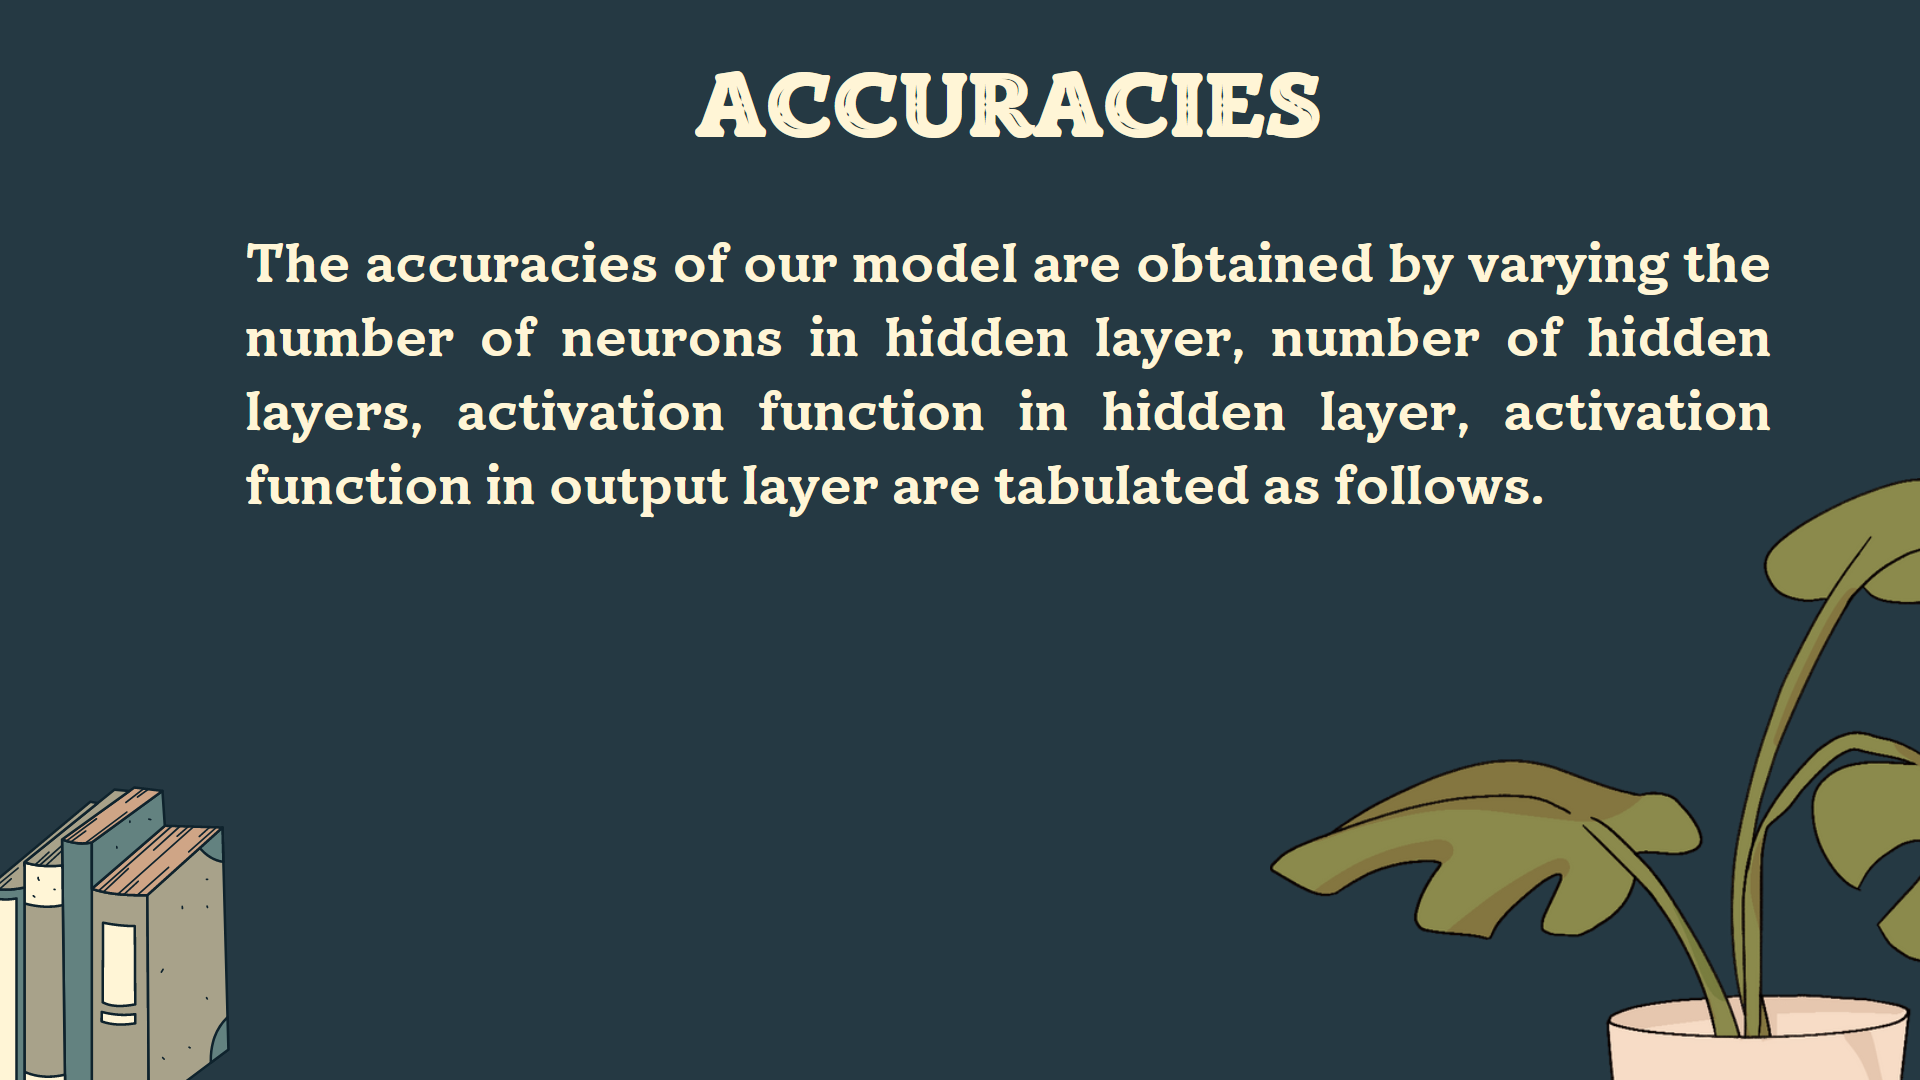 ACCURACIES
The accuracies of our model are obtained by varying the
number of neurons in hidden layer, number of hidden
layers, activation function in hidden layer, activation
function in output layer are tabulated as follows.